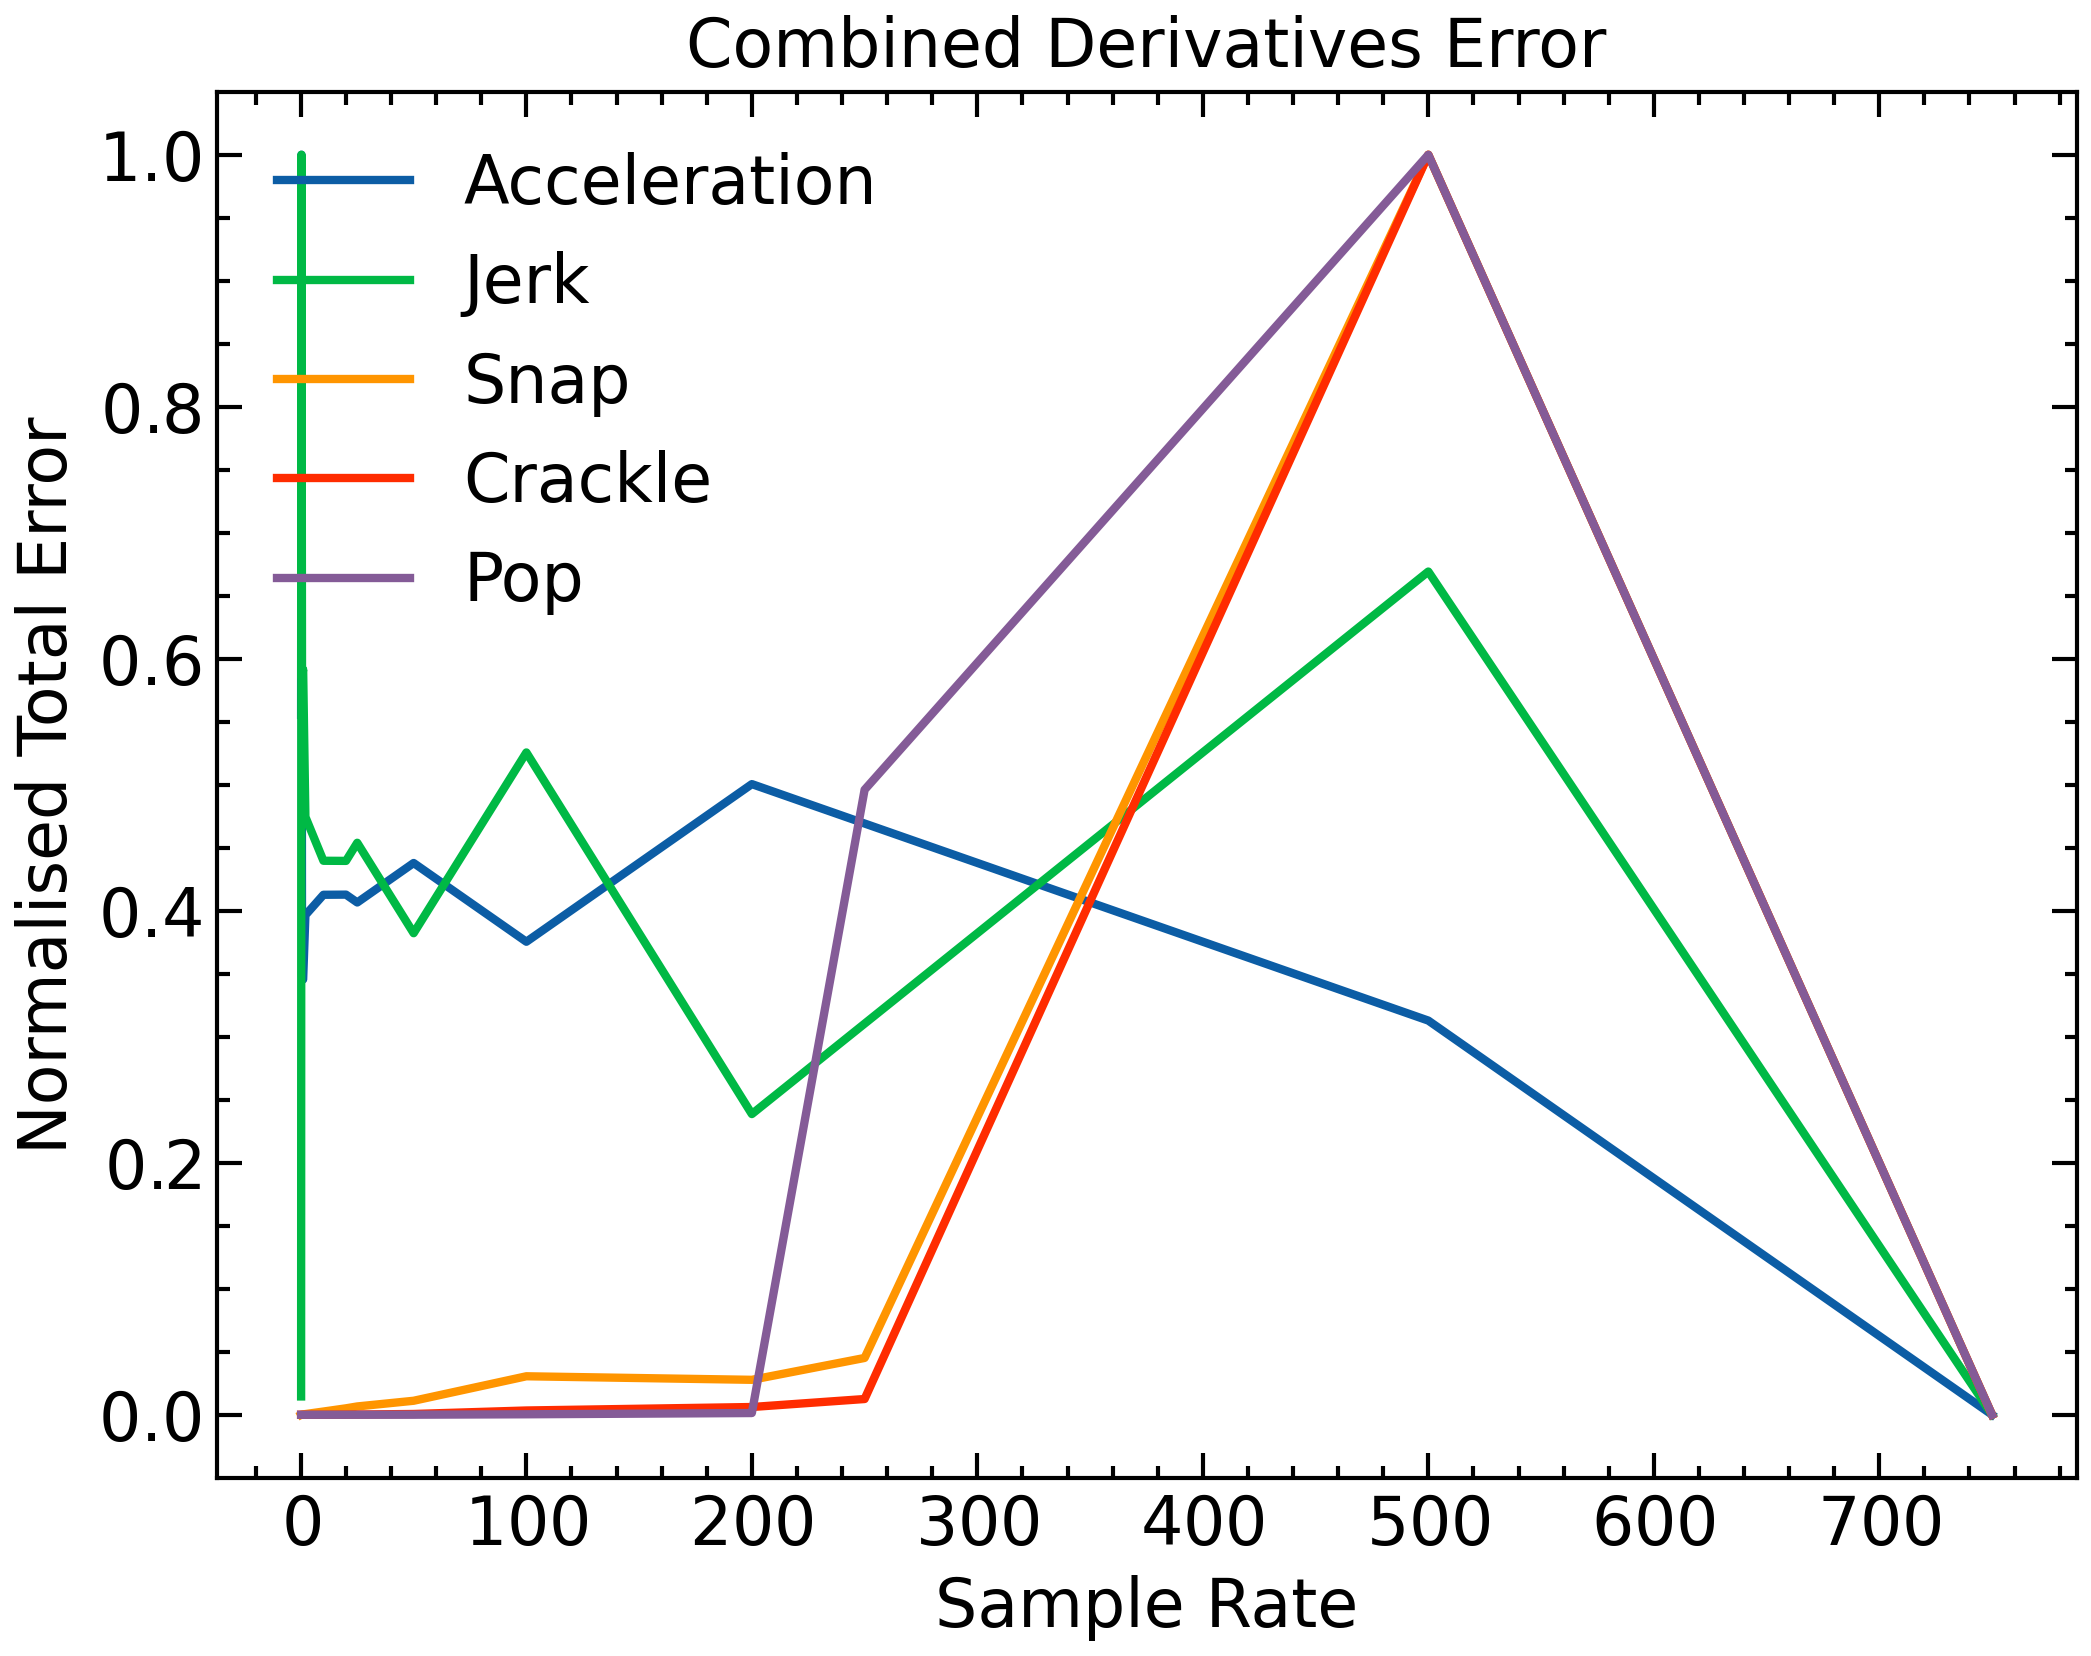 Combined Derivatives Error
Normalised Total Error
1.0
0.8
0.6
0.4
0.2
0.0
Acceleration
Jerk
Snap
Crackle
Pop
0 100 200 300 400 500 600 700
Sample Rate